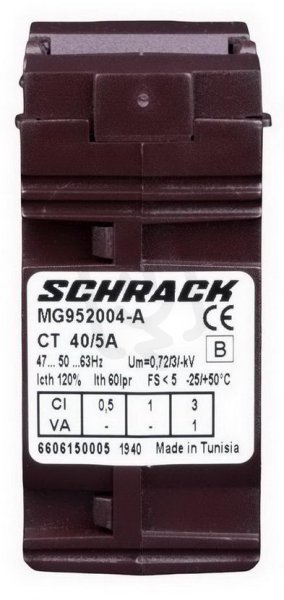 SCHRACK
MG952004-A CE
CT 40/5A
47... 50 ...63Hz Um=0,72/3/-kV B
Icth 120% Ith 60Ipr FS < 5 -25/+50°C
CI 0,5 1 3
VA - - 1
6606150005 1940 Made in Tunisia